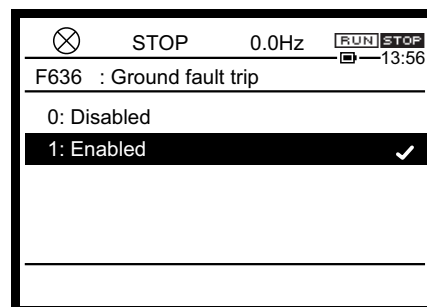 STOP 0.0Hz RUN STOP
13:56
F636 : Ground fault trip
0: Disabled
1: Enabled